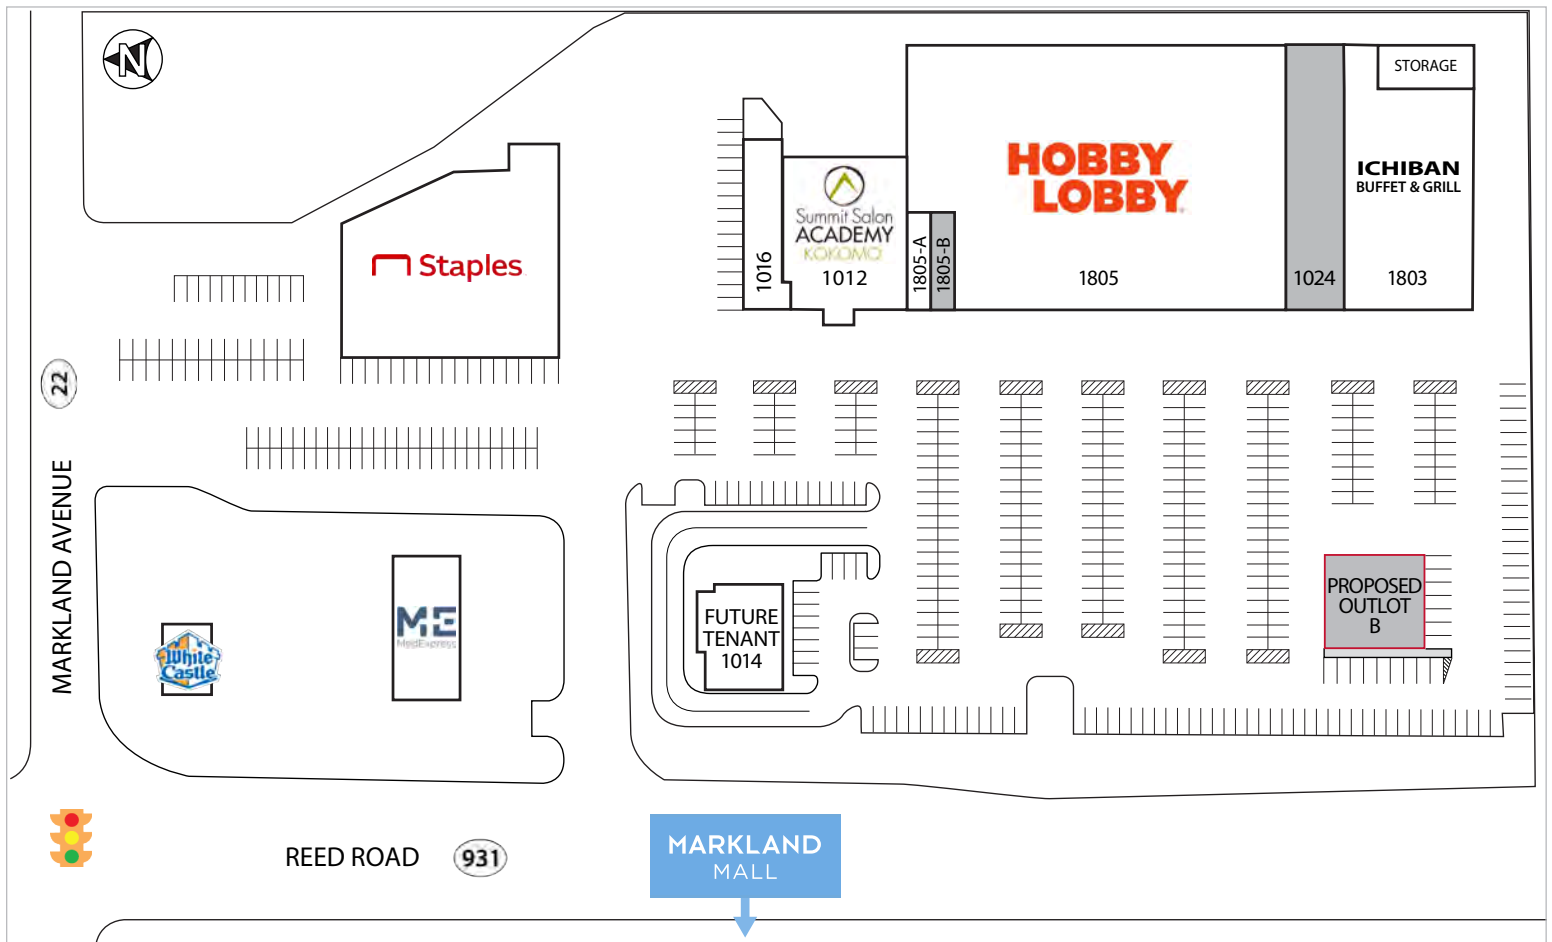 N
STORAGE
HOBBY
LOBBY
ICHIBAN
BUFFET & GRILL
Summit Salon
ACADEMY
KOKOMO
Staples
1016
1012
1805-A
1805-B
1805
1024
1803
22
MARKLAND AVENUE
White
Castle
ME
MedExpress
FUTURE
TENANT
1014
PROPOSED
OUTLOT
B
REED ROAD
931
MARKLAND
MALL